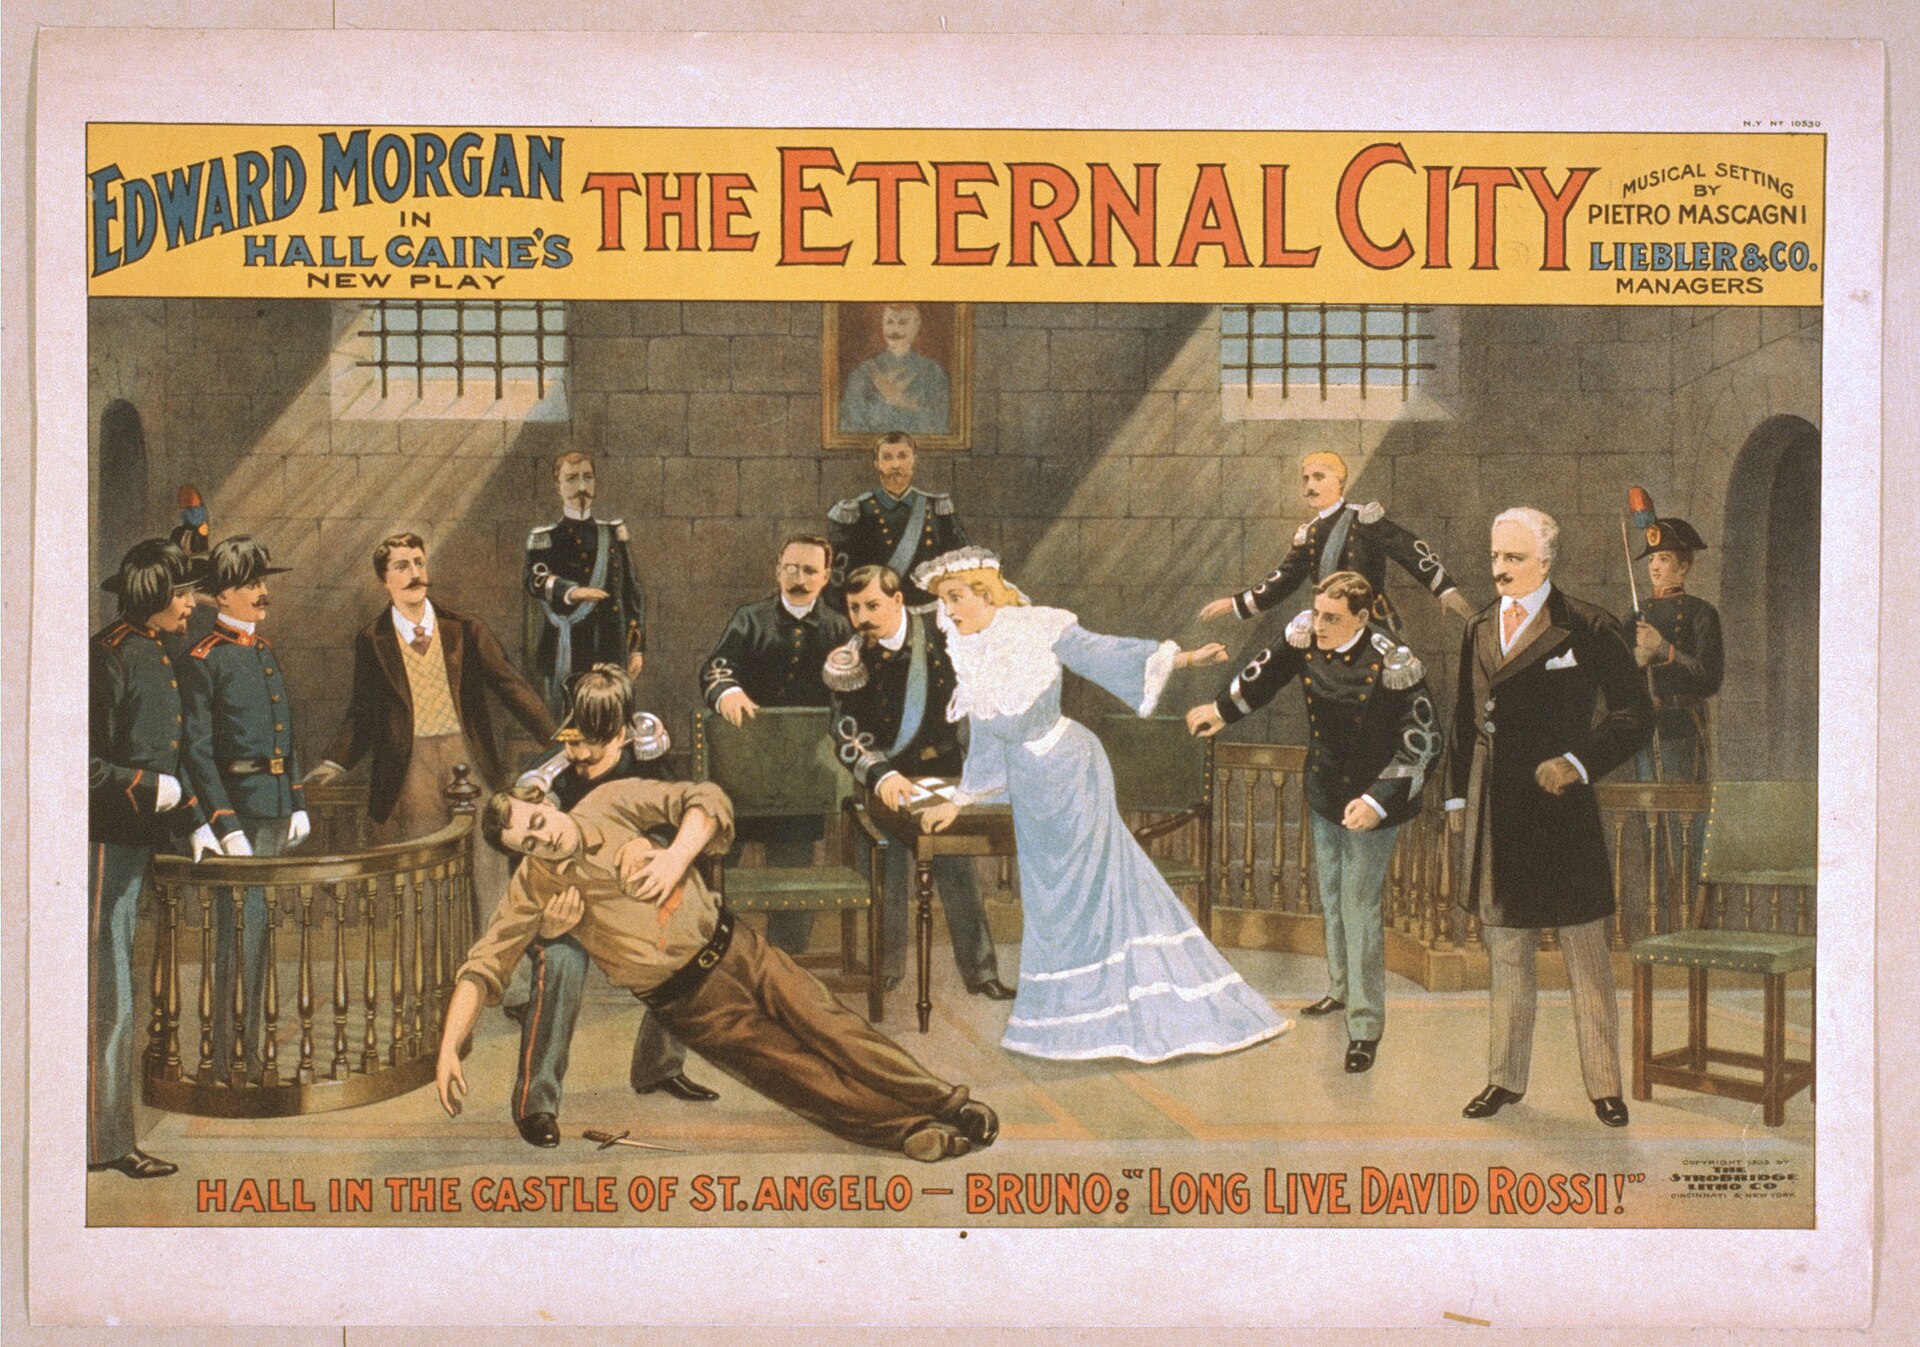 N.Y. Nº 10530
EDWARD MORGAN
IN
HALL CAINE'S
NEW PLAY
THE ETERNAL CITY
MUSICAL SETTING
BY
PIETRO MASCAGNI
LIEBLER & CO.
MANAGERS
HALL IN THE CASTLE OF ST. ANGELO — BRUNO: "LONG LIVE DAVID ROSSI!"
COPYRIGHT 1903 BY
THE
STROBRIDGE
LITHO CO
CINCINNATI & NEW YORK